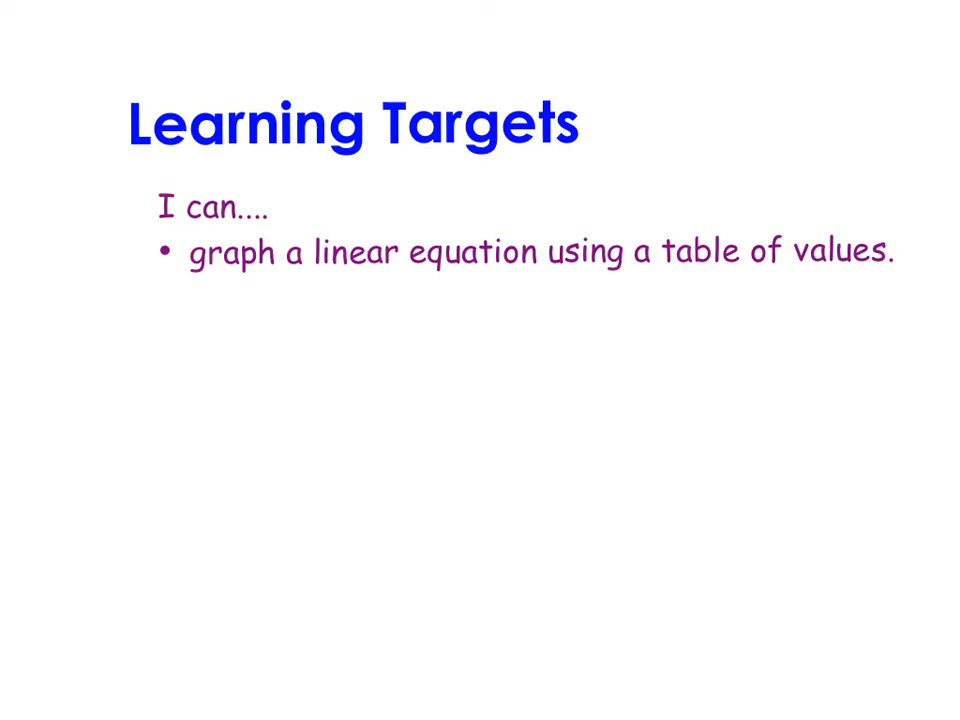 Learning Targets
I can....
• graph a linear equation using a table of values.